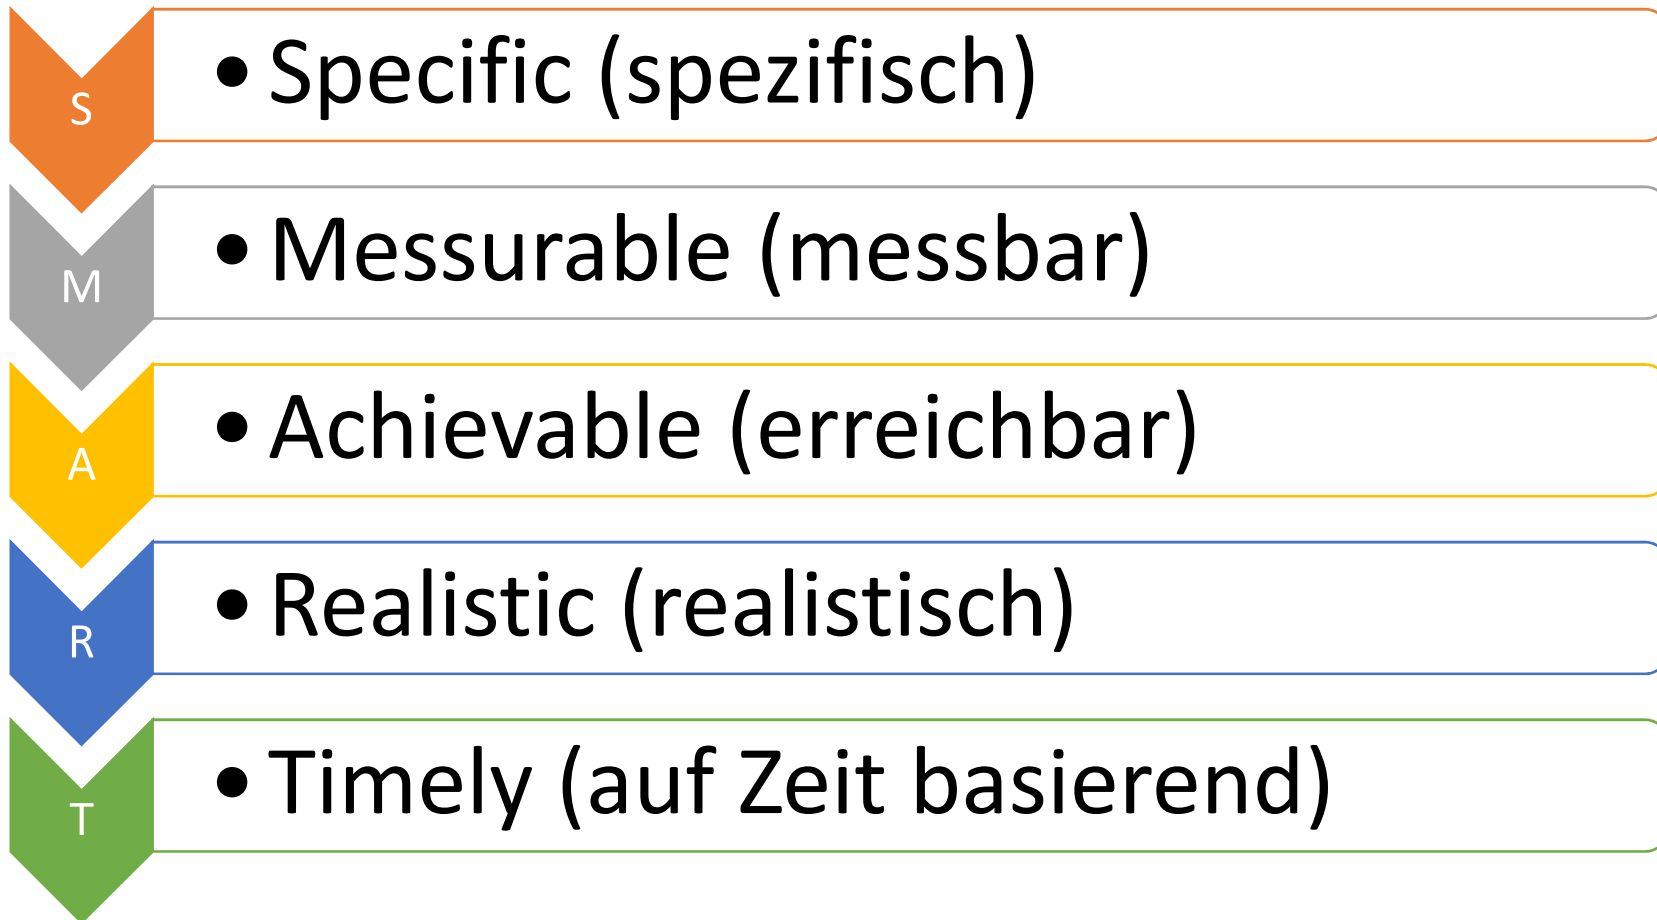 S
• Specific (spezifisch)
M
• Messurable (messbar)
A
• Achievable (erreichbar)
R
• Realistic (realistisch)
T
• Timely (auf Zeit basierend)